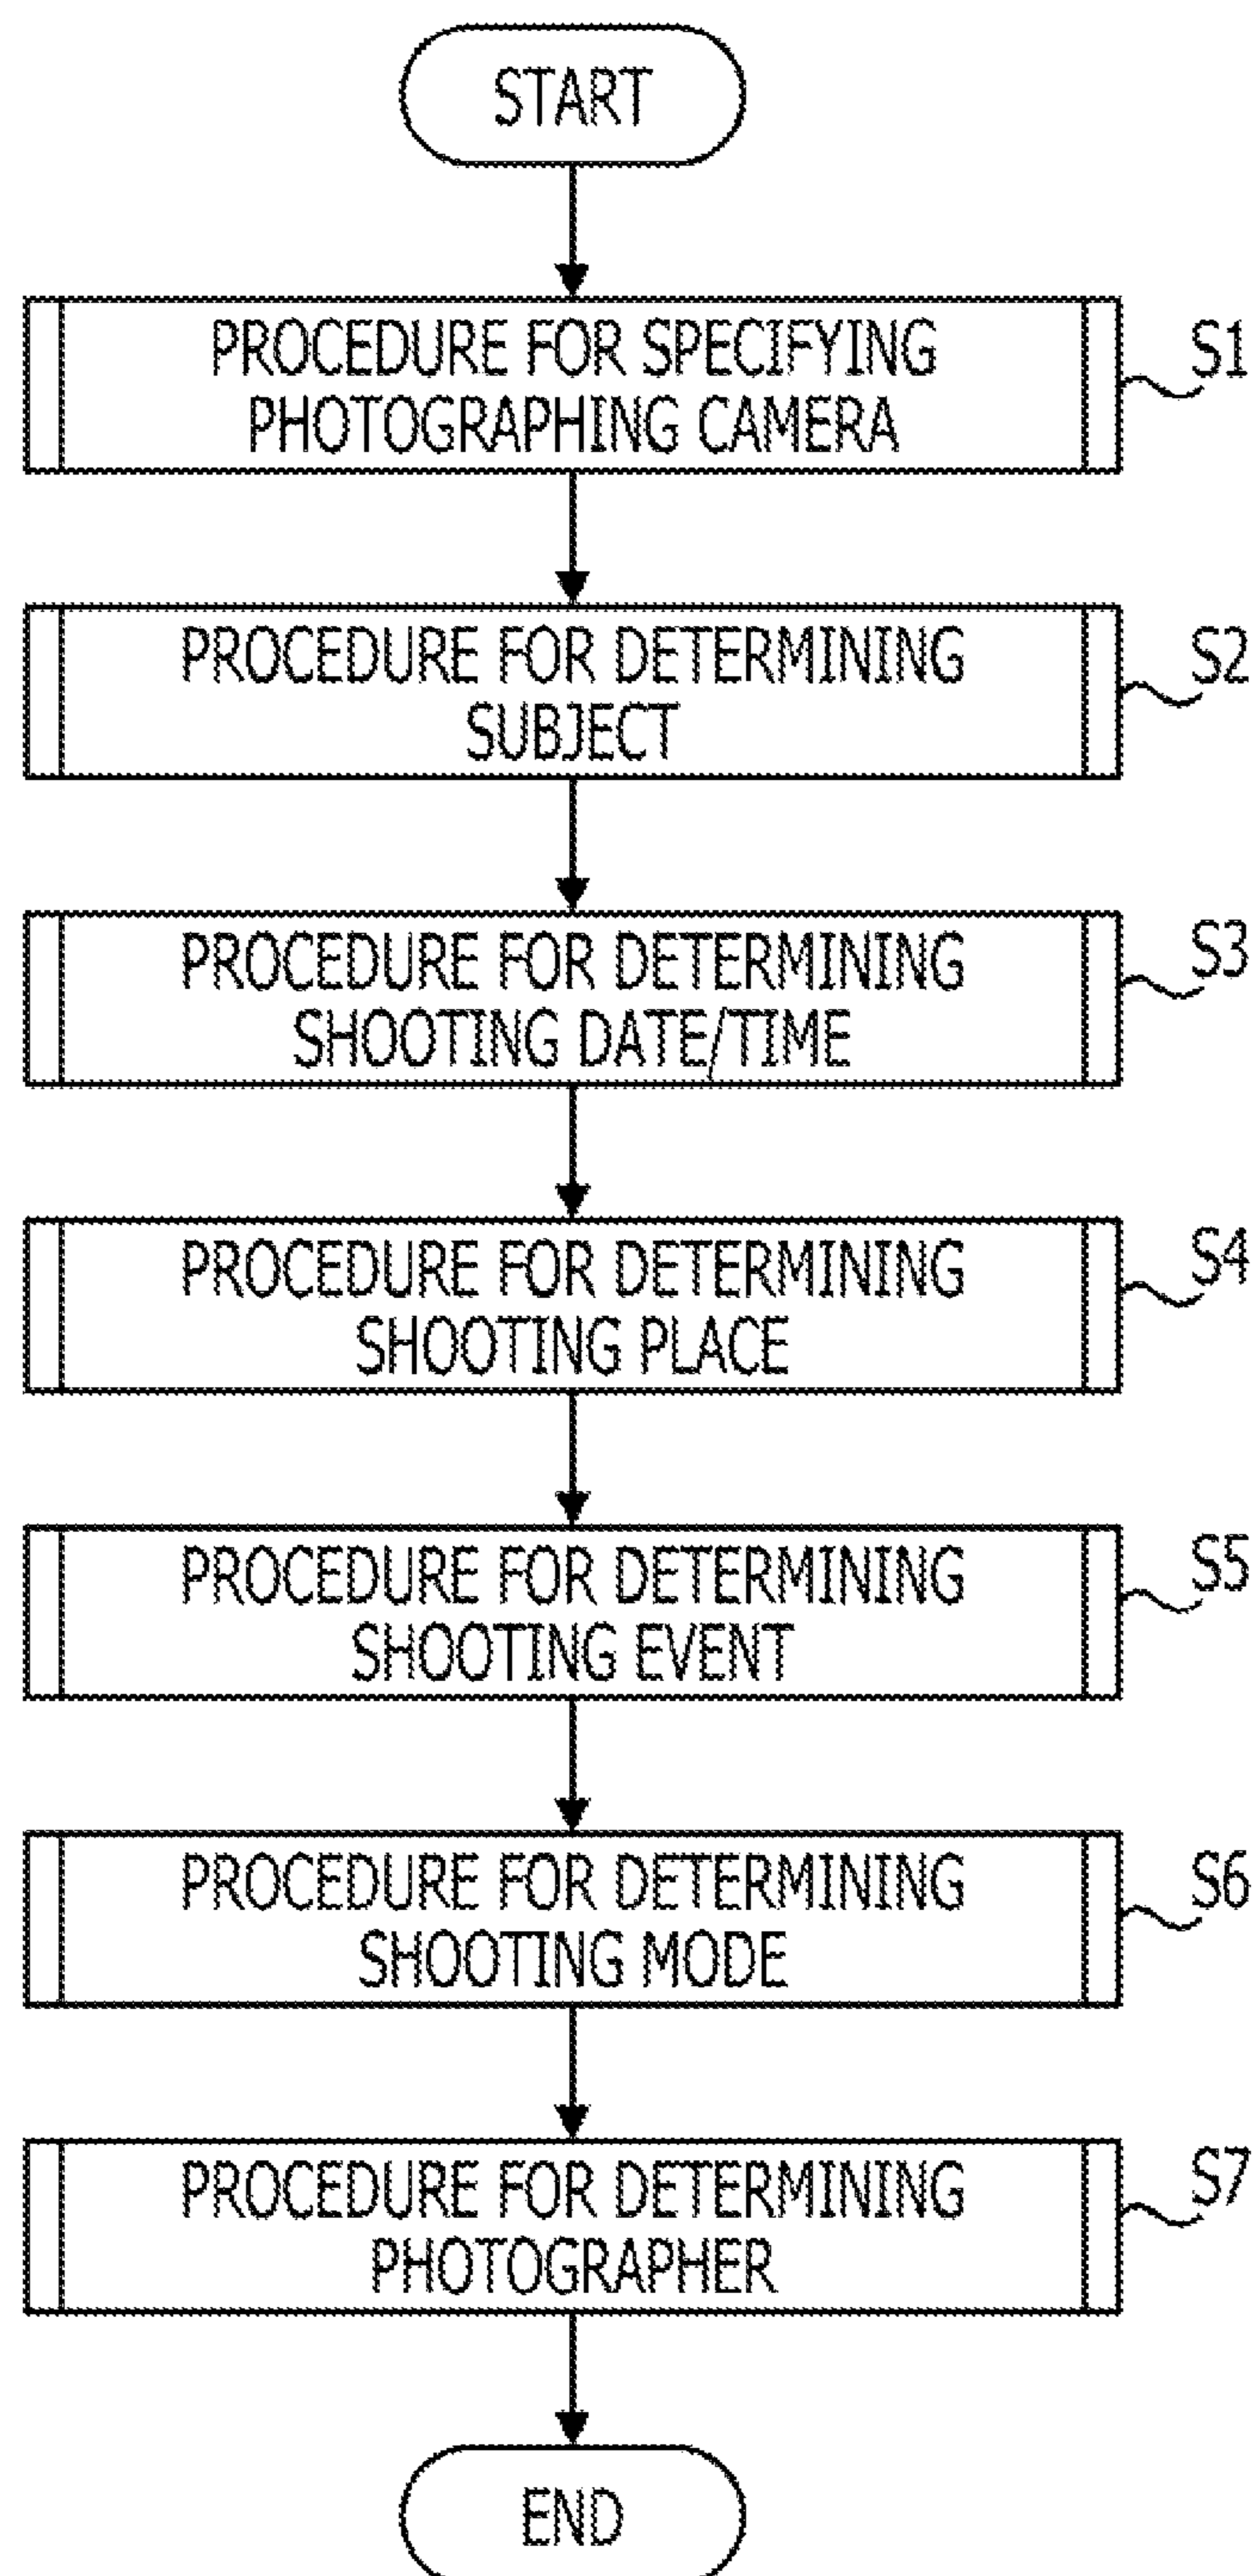 START
PROCEDURE FOR SPECIFYING
PHOTOGRAPHING CAMERA
S1
PROCEDURE FOR DETERMINING
SUBJECT
S2
PROCEDURE FOR DETERMINING
SHOOTING DATE/TIME
S3
PROCEDURE FOR DETERMINING
SHOOTING PLACE
S4
PROCEDURE FOR DETERMINING
SHOOTING EVENT
S5
PROCEDURE FOR DETERMINING
SHOOTING MODE
S6
PROCEDURE FOR DETERMINING
PHOTOGRAPHER
S7
END